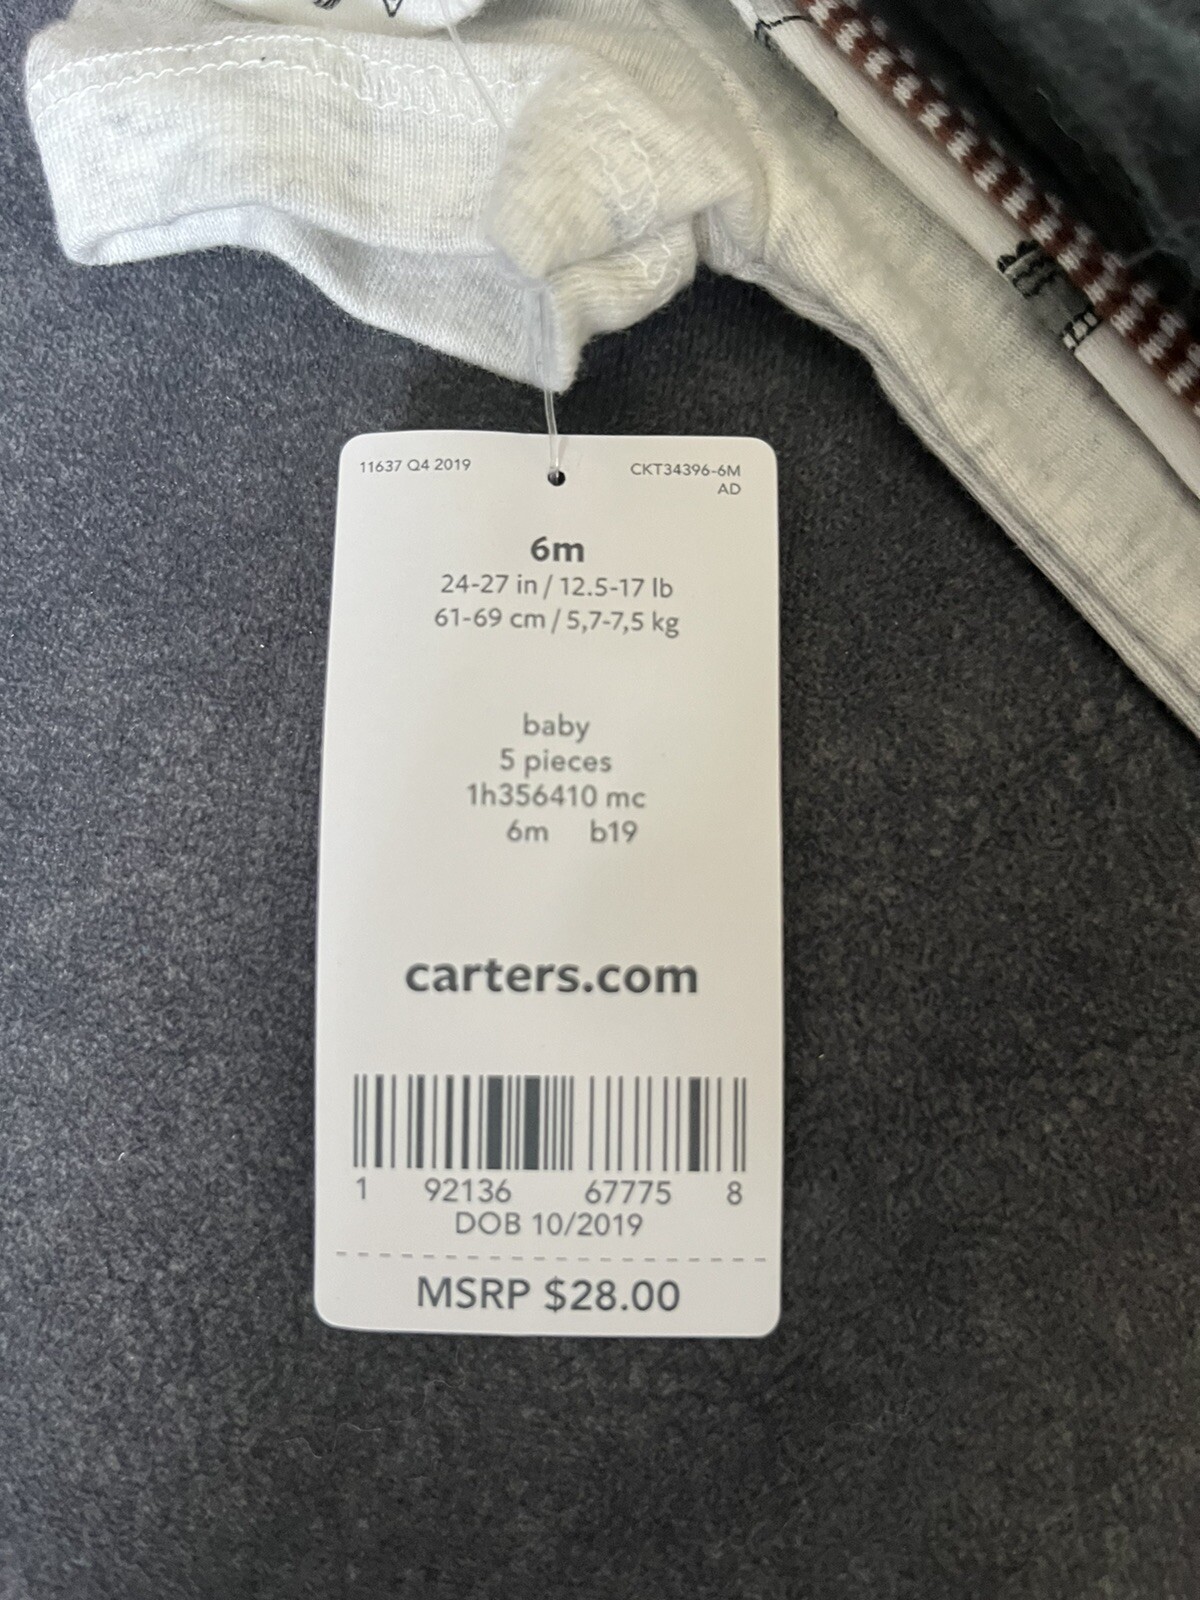 11637 Q4 2019
CKT34396-6M
AD
6m
24-27 in / 12.5-17 lb
61-69 cm / 5,7-7,5 kg
baby
5 pieces
1h356410 mc
6m b19
carters.com
1 92136 67775 8
DOB 10/2019
MSRP $28.00